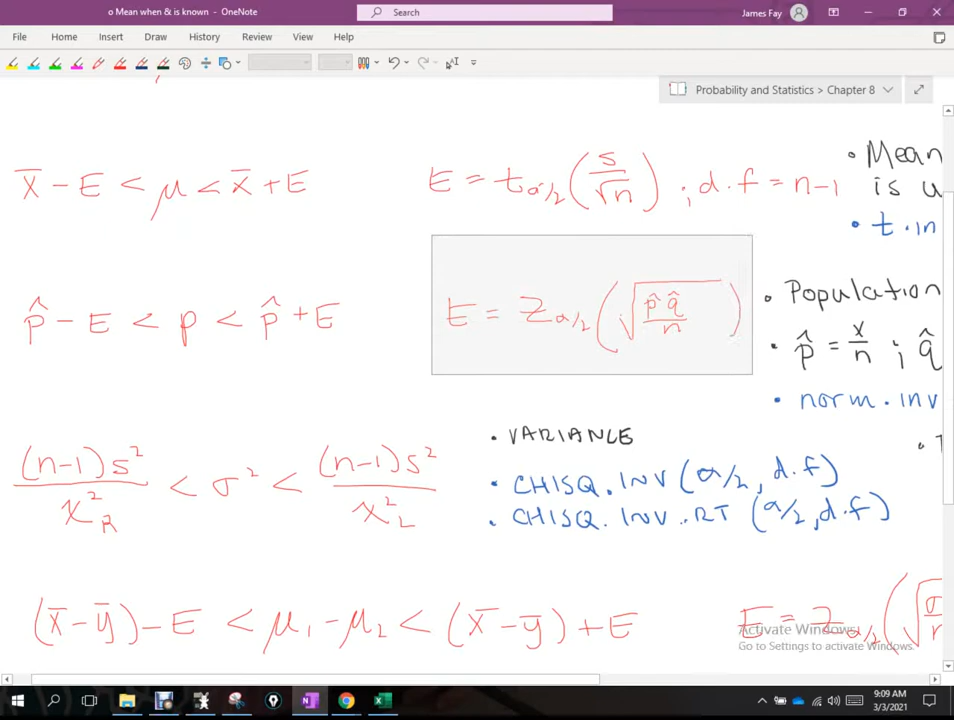 o Mean when & is known - OneNote
Search
James Fay
File Home Insert Draw History Review View Help
Probability and Statistics > Chapter 8
x̄ - E < μ < x̄ + E
E = t α/2 (s/√n) ; d.f = n-1
• Mean
is u
• t.in
p̂ - E < p < p̂ + E
E = Z α/2 (√(p̂ q̂/n))
• Population
• p̂ = x/n ; q̂
• norm.inv
• VARIANCE
(n-1)s²/χ²_R < σ² < (n-1)s²/χ²_L
• CHISQ.INV (α/2, d.f)
• CHISQ.INV.RT (α/2, d.f)
(x̄ - ȳ) - E < μ₁ - μ₂ < (x̄ - ȳ) + E
E = Z α/2 (√σ/n
Activate Windows
Go to Settings to activate Windows.
9:09 AM
3/3/2021